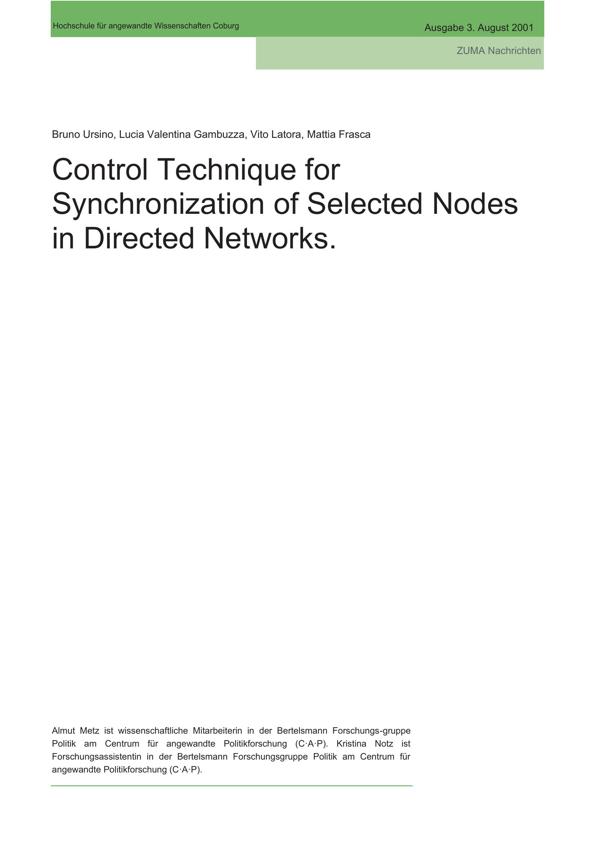 Hochschule für angewandte Wissenschaften Coburg
Ausgabe 3. August 2001
ZUMA Nachrichten
Bruno Ursino, Lucia Valentina Gambuzza, Vito Latora, Mattia Frasca
Control Technique for
Synchronization of Selected Nodes
in Directed Networks.
Almut Metz ist wissenschaftliche Mitarbeiterin in der Bertelsmann Forschungs-gruppe
Politik am Centrum für angewandte Politikforschung (C·A·P). Kristina Notz ist
Forschungsassistentin in der Bertelsmann Forschungsgruppe Politik am Centrum für
angewandte Politikforschung (C·A·P).